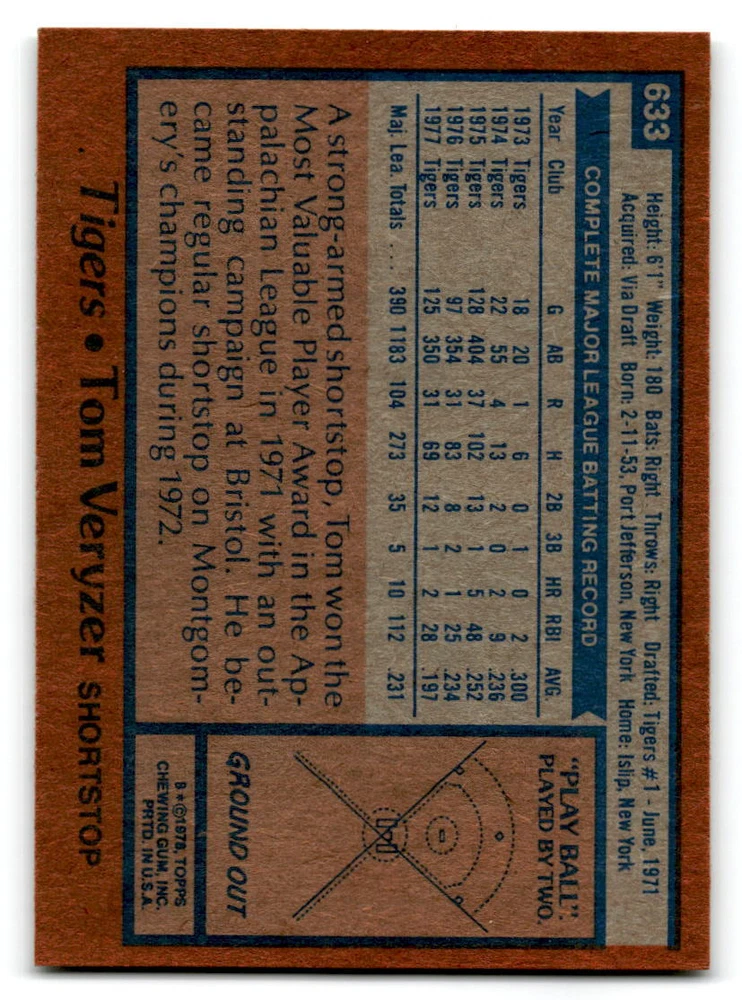 633
Height: 6'1" Weight: 180 Bats: Right Throws: Right Drafted: Tigers #1 - June, 1971
Acquired: Via Draft Born: 2-11-53, Port Jefferson, New York Home: Islip, New York
COMPLETE MAJOR LEAGUE BATTING RECORD
Year Club G AB R H 2B 3B HR RBI AVG.
1973 Tigers 18 20 1 6 0 1 0 2 .300
1974 Tigers 22 55 4 13 2 0 2 9 .236
1975 Tigers 128 404 37 102 13 1 5 48 .252
1976 Tigers 97 354 31 83 8 2 1 25 .234
1977 Tigers 125 350 31 69 12 1 2 28 .197
Maj. Lea. Totals .... 390 1183 104 273 35 5 10 112 .231
A strong-armed shortstop, Tom won the
Most Valuable Player Award in the Ap-
palachian League in 1971 with an out-
standing campaign at Bristol. He be-
came regular shortstop on Montgom-
ery's champions during 1972.
"PLAY BALL"
PLAYED BY TWO.
GROUND OUT
B*©1978, TOPPS
CHEWING GUM, INC.
PRTD. IN U.S.A.
Tigers • Tom Veryzer SHORTSTOP